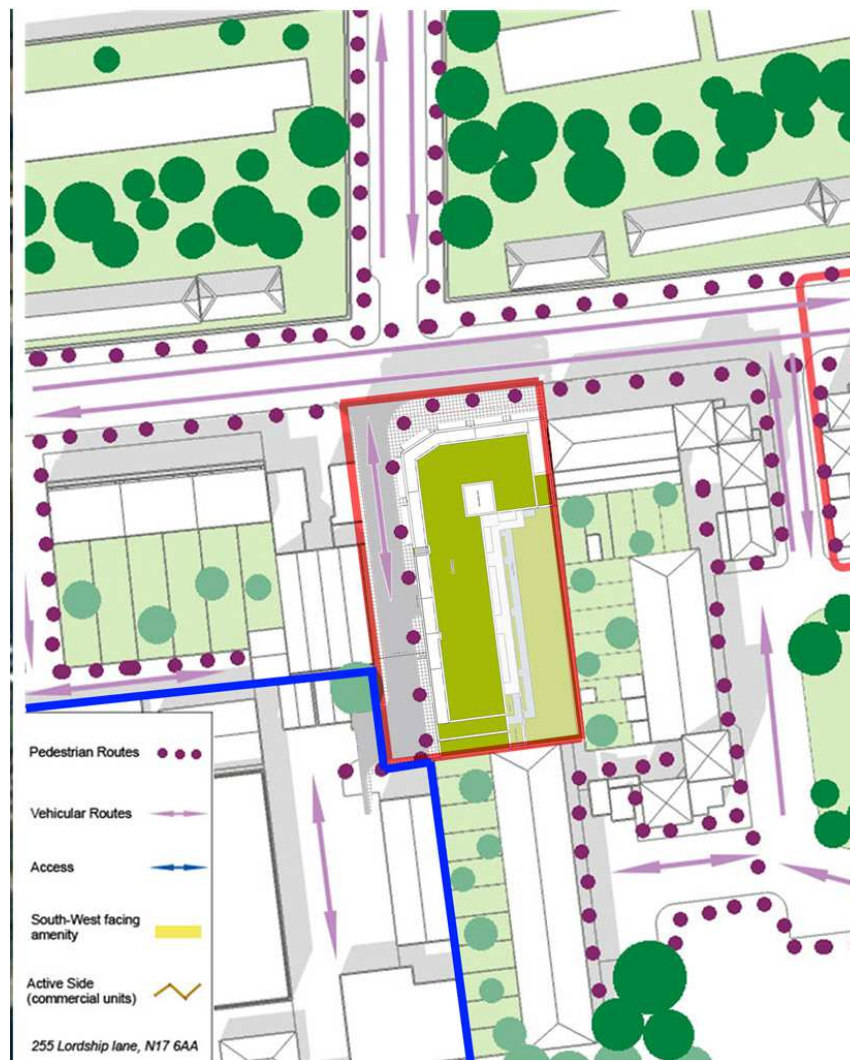 Pedestrian Routes
Vehicular Routes
Access
South-West facing
amenity
Active Side
(commercial units)
255 Lordship lane, N17 6AA